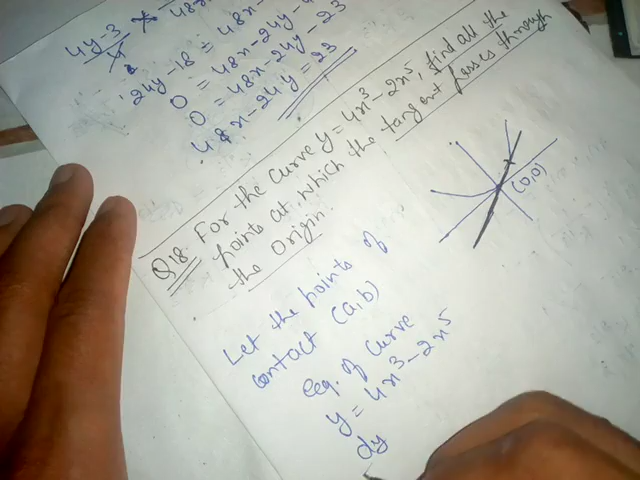 4y-3
48x
24y-18 = 48x-
0 = 48x-24y-
0 = 48x-24y-23
48x-24y = 23
Q18. For the curve y = 4x³-2x⁵, find all the
points at which the tangent passes through
the origin.
(0,0)
Let the points of
contact (a,b)
eq. of curve
y = 4x³-2x⁵
dy